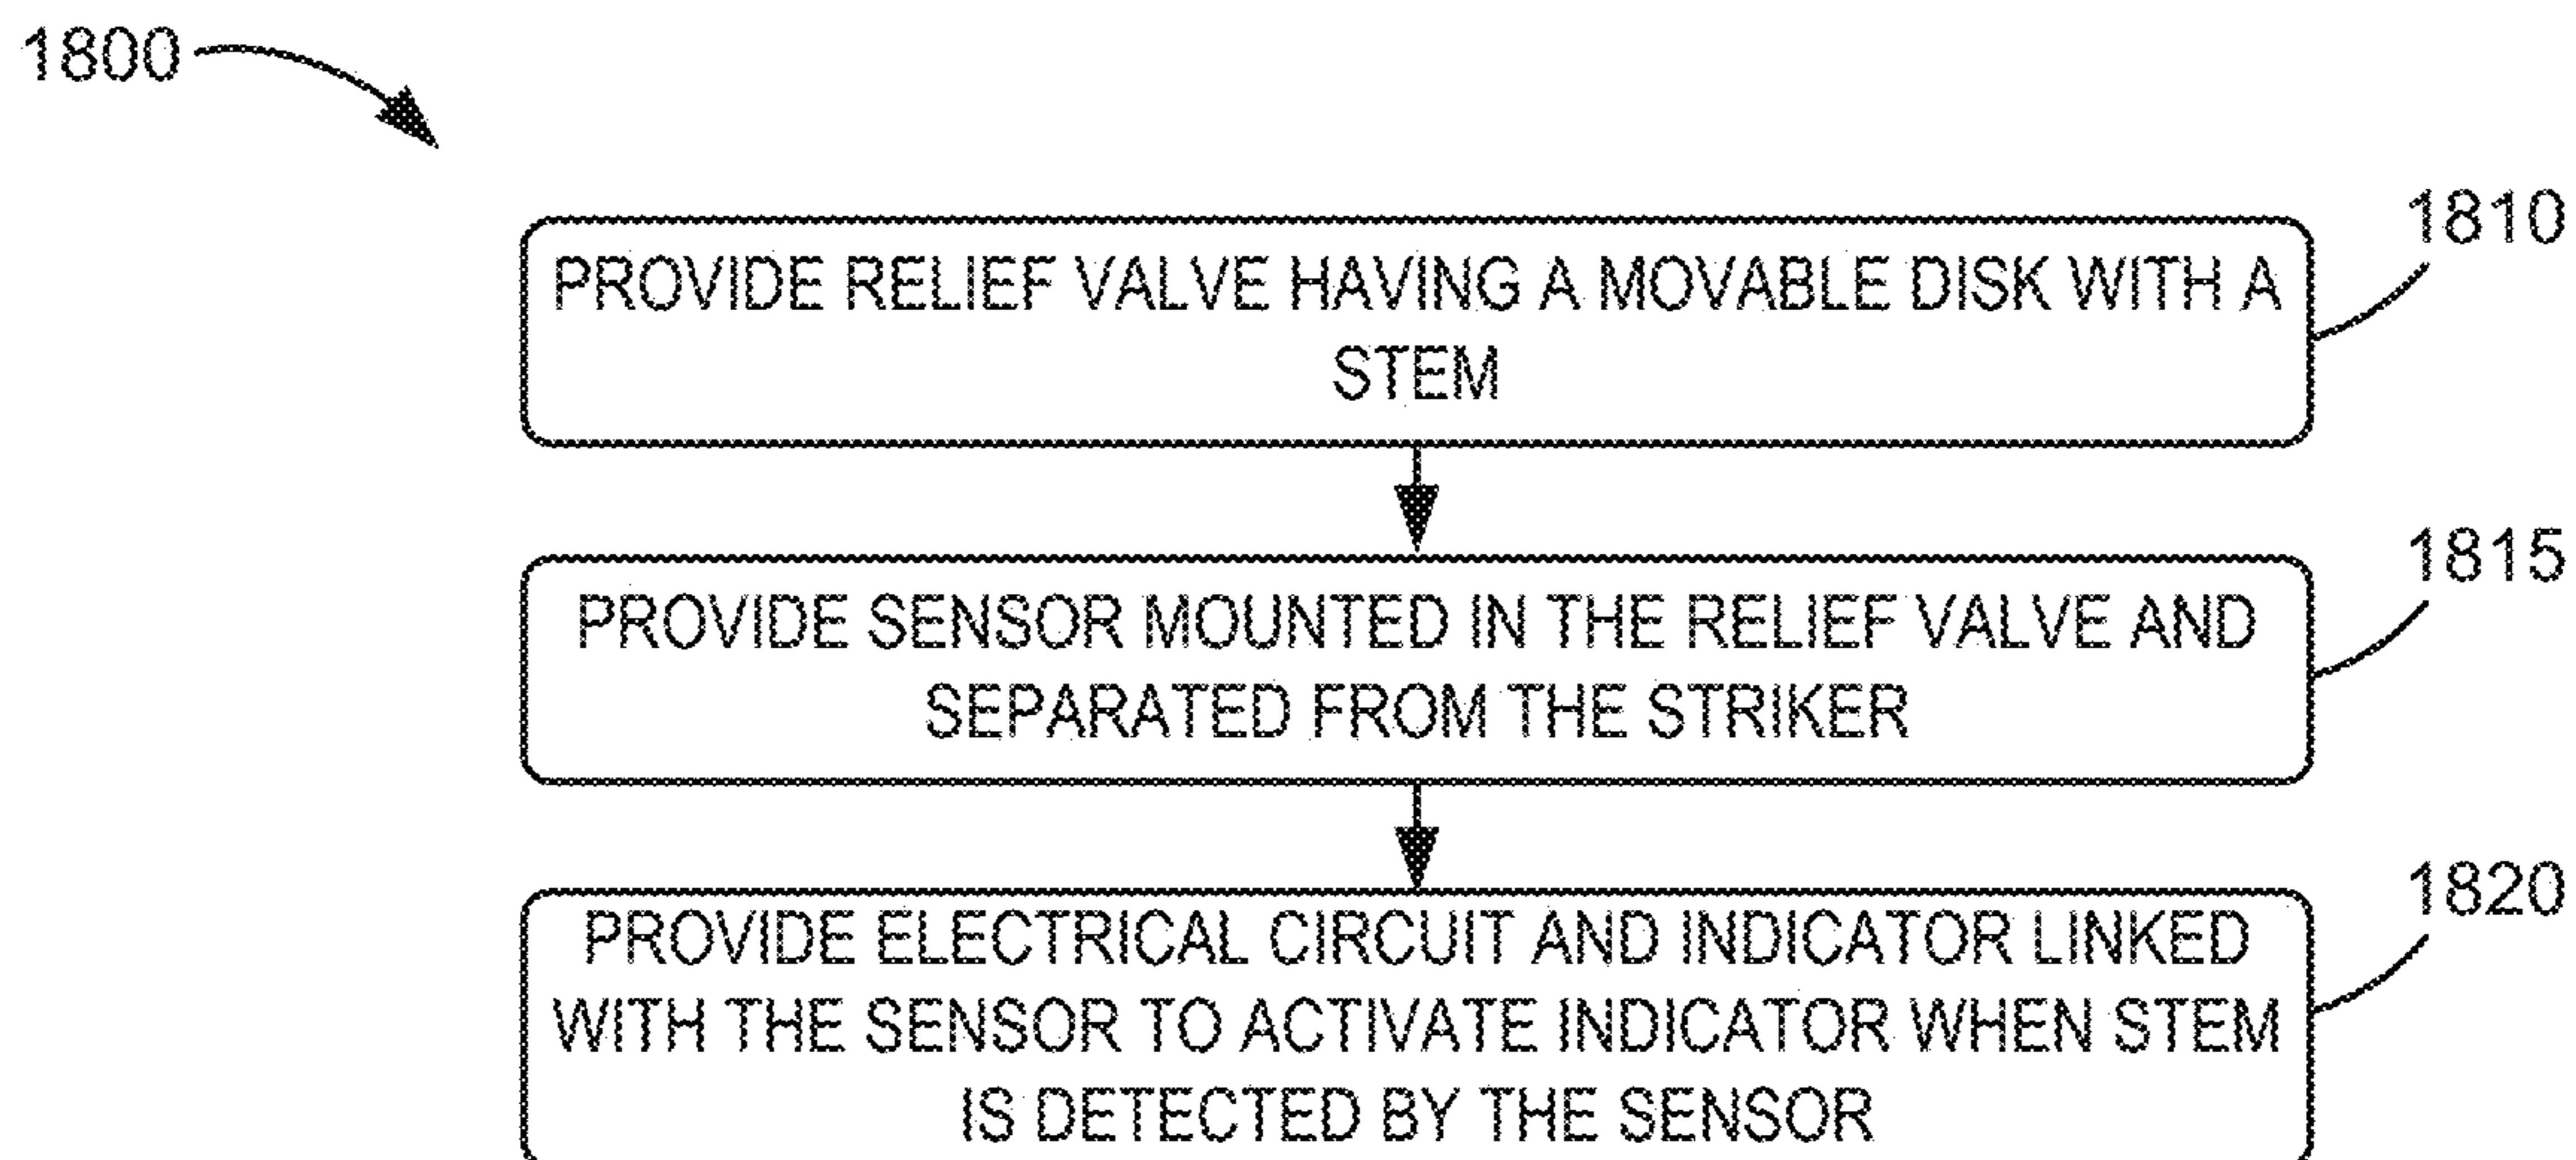 1800
1810
PROVIDE RELIEF VALVE HAVING A MOVABLE DISK WITH A
STEM
1815
PROVIDE SENSOR MOUNTED IN THE RELIEF VALVE AND
SEPARATED FROM THE STRIKER
1820
PROVIDE ELECTRICAL CIRCUIT AND INDICATOR LINKED
WITH THE SENSOR TO ACTIVATE INDICATOR WHEN STEM
IS DETECTED BY THE SENSOR